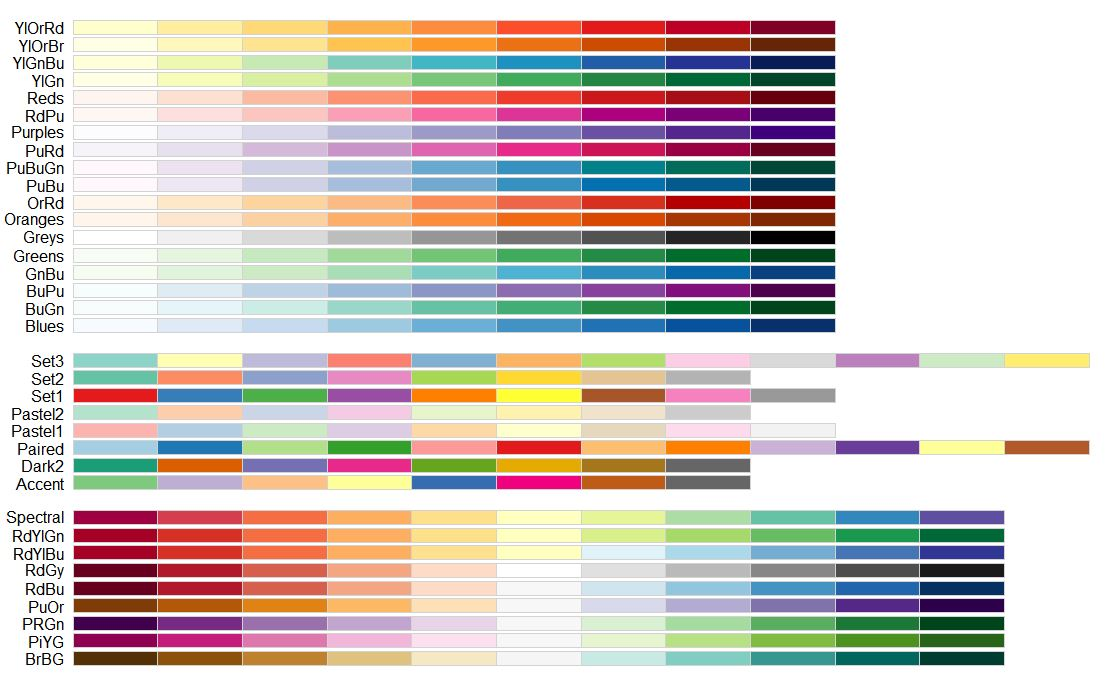 YlOrRd
YlOrBr
YlGnBu
YlGn
Reds
RdPu
Purples
PuRd
PuBuGn
PuBu
OrRd
Oranges
Greys
Greens
GnBu
BuPu
BuGn
Blues
Set3
Set2
Set1
Pastel2
Pastel1
Paired
Dark2
Accent
Spectral
RdYlGn
RdYlBu
RdGy
RdBu
PuOr
PRGn
PiYG
BrBG